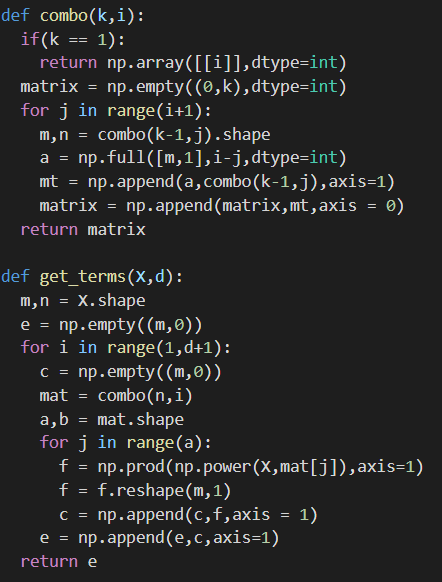 def combo(k,i):
  if(k == 1):
    return np.array([[i]],dtype=int)
  matrix = np.empty((0,k),dtype=int)
  for j in range(i+1):
    m,n = combo(k-1,j).shape
    a = np.full([m,1],i-j,dtype=int)
    mt = np.append(a,combo(k-1,j),axis=1)
    matrix = np.append(matrix,mt,axis = 0)
  return matrix

def get_terms(X,d):
  m,n = X.shape
  e = np.empty((m,0))
  for i in range(1,d+1):
    c = np.empty((m,0))
    mat = combo(n,i)
    a,b = mat.shape
    for j in range(a):
      f = np.prod(np.power(X,mat[j]),axis=1)
      f = f.reshape(m,1)
      c = np.append(c,f,axis = 1)
    e = np.append(e,c,axis=1)
  return e